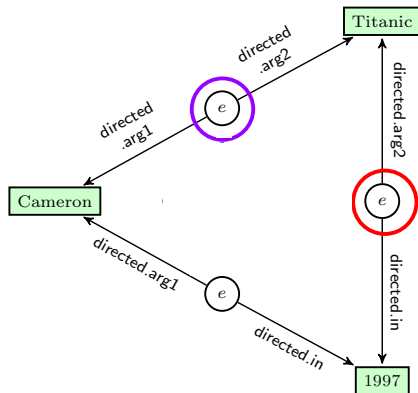 Titanic
directed
.arg2
e
directed
.arg1
directed.arg2
Cameron
e
directed.arg1
directed.in
e
directed.in
1997